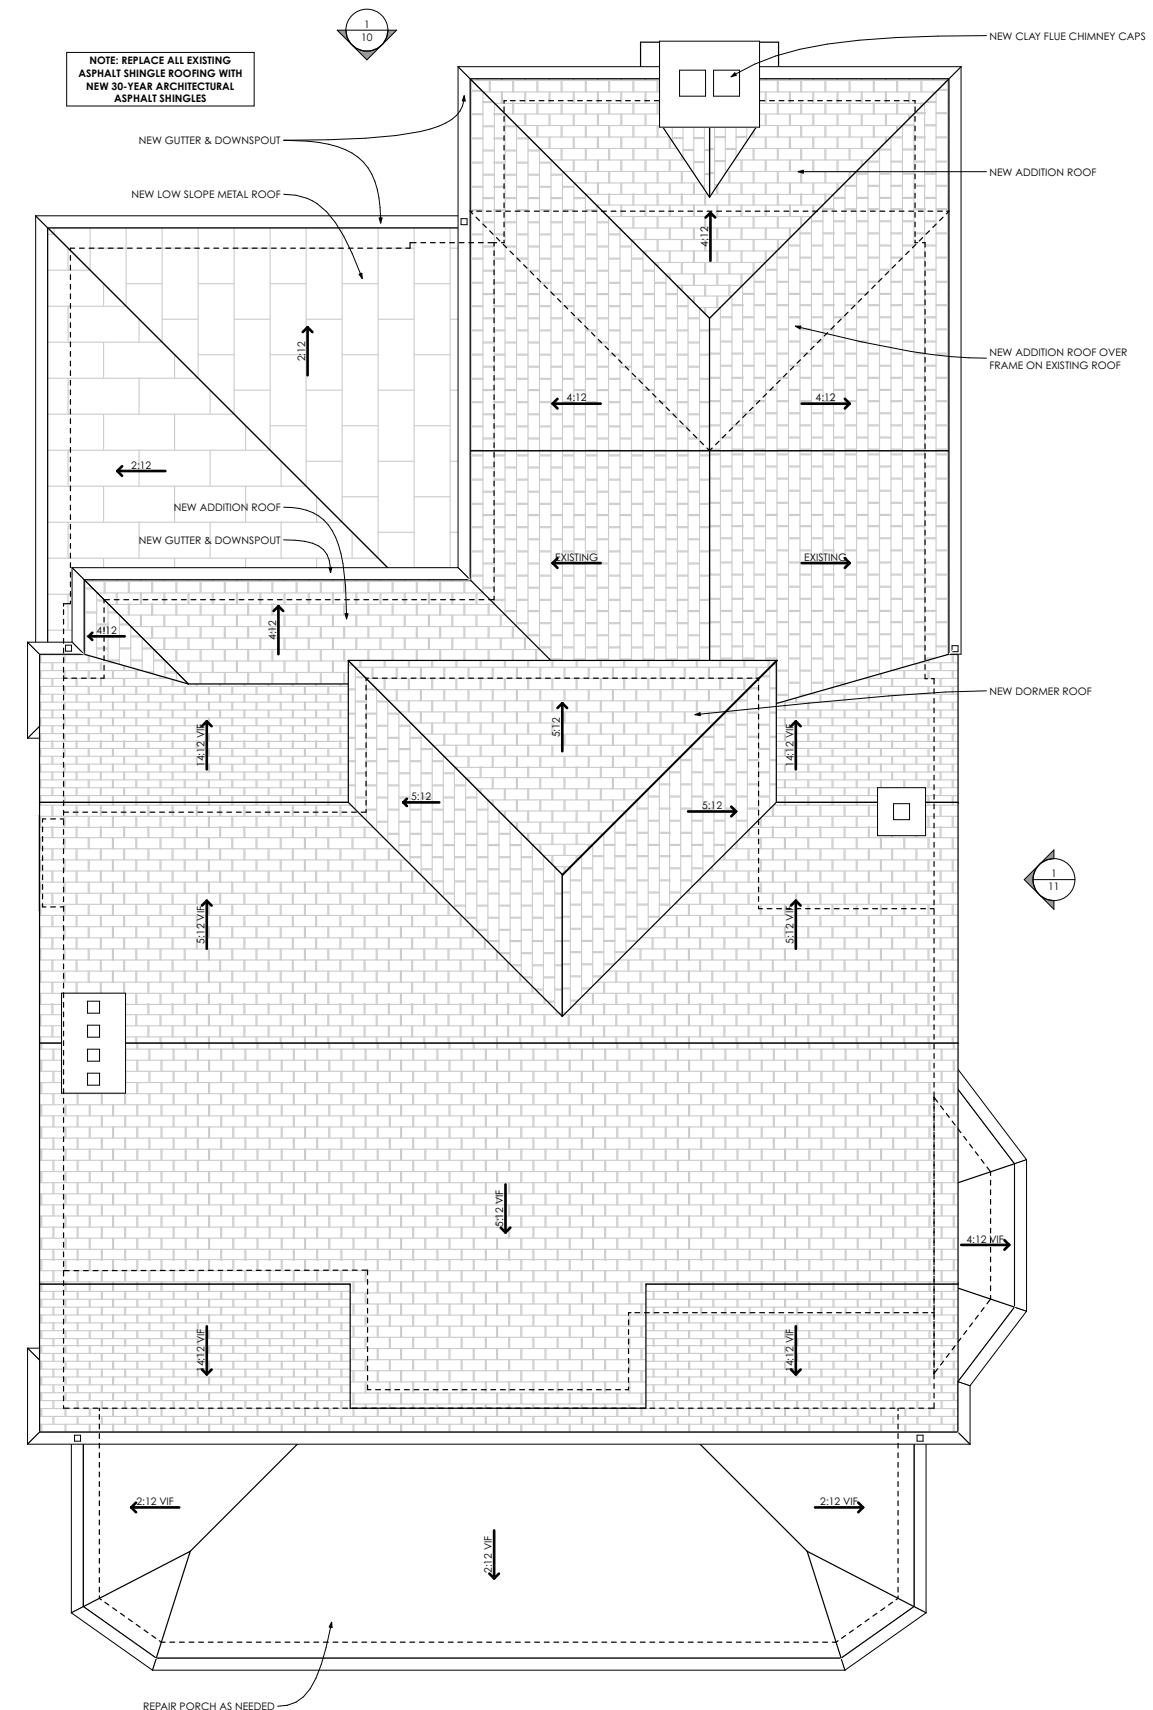 1
10
NEW CLAY FLUE CHIMNEY CAPS
NOTE: REPLACE ALL EXISTING
ASPHALT SHINGLE ROOFING WITH
NEW 30-YEAR ARCHITECTURAL
ASPHALT SHINGLES
NEW GUTTER & DOWNSPOUT
NEW ADDITION ROOF
NEW LOW SLOPE METAL ROOF
4:12
2:12
NEW ADDITION ROOF OVER
FRAME ON EXISTING ROOF
4:12
4:12
2:12
NEW ADDITION ROOF
NEW GUTTER & DOWNSPOUT
EXISTING
EXISTING
4:12
4:12
NEW DORMER ROOF
14:12 VIF
5:12
14:12 VIF
5:12
5:12
1
11
5:12 VIF
5:12 VIF
5:12 VIF
4:12 VIF
14:12 VIF
14:12 VIF
2:12 VIF
2:12 VIF
2:12 VIF
REPAIR PORCH AS NEEDED